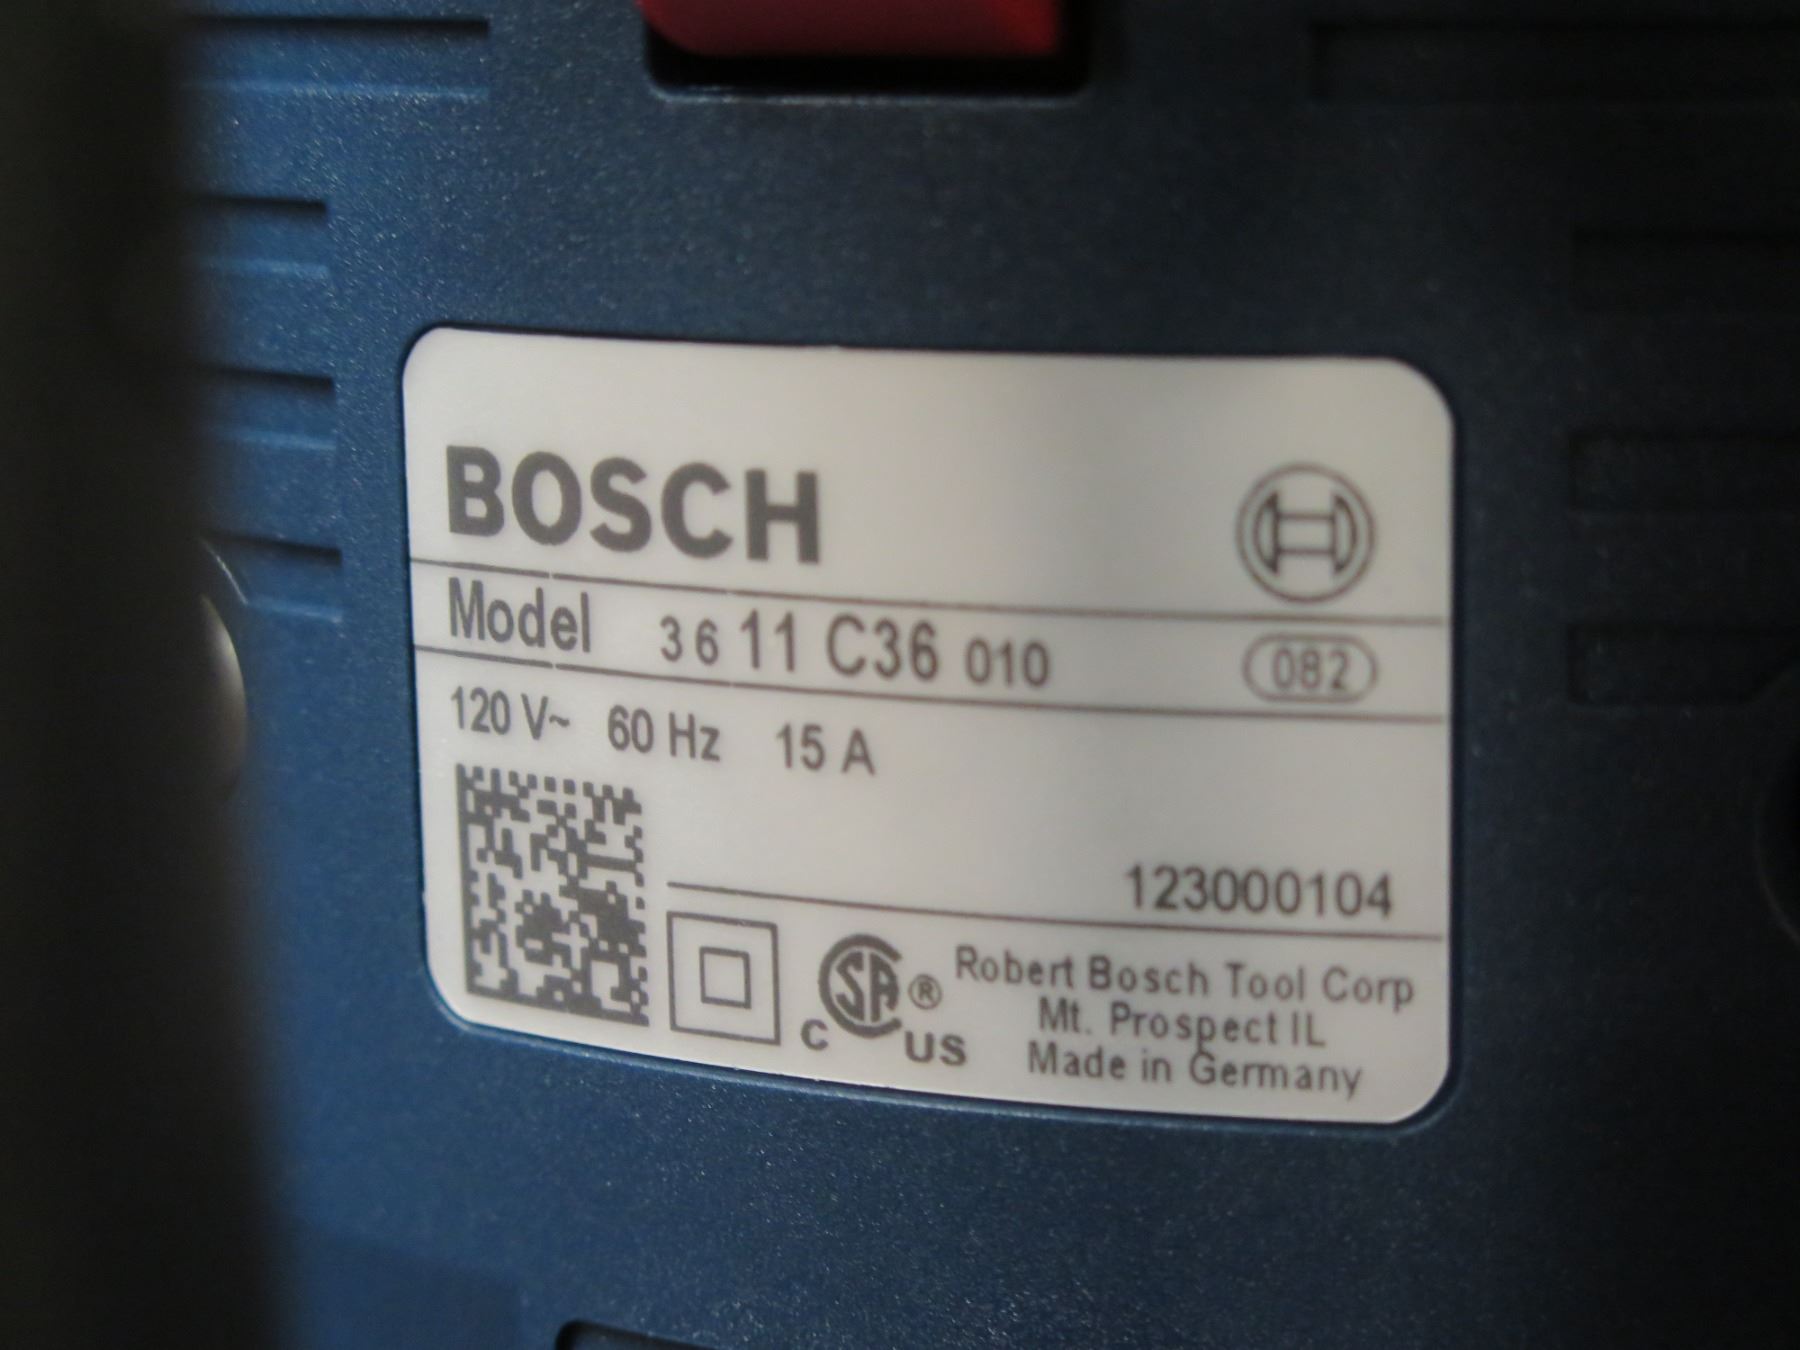 BOSCH
Model 3 6 11 C36 010 082
120 V~ 60 Hz 15 A
123000104
SA®
C US
Robert Bosch Tool Corp
Mt. Prospect IL
Made in Germany